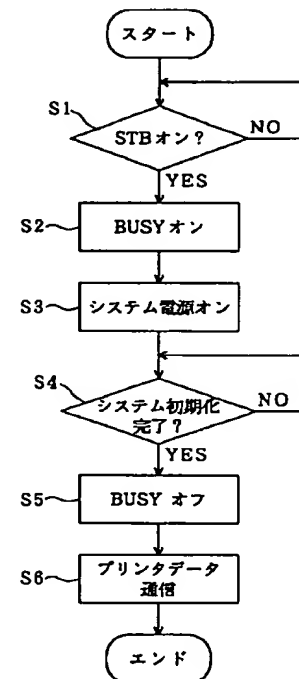 スタート
S1
STBオン？
NO
YES
S2
BUSYオン
S3
システム電源オン
S4
システム初期化
完了？
NO
YES
S5
BUSY オフ
S6
プリンタデータ
通信
エンド